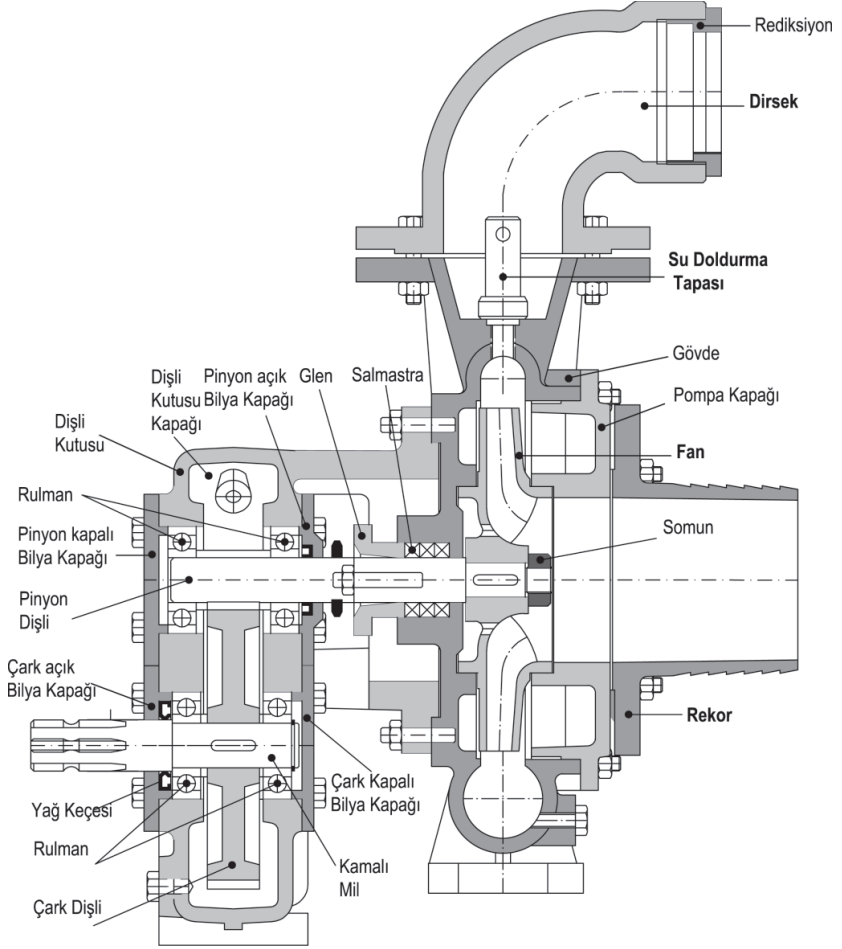 Rediksiyon
Dirsek
Su Doldurma
Tapası
Gövde
Pompa Kapağı
Fan
Somun
Rekor
Dişli
Kutusu
Dişli
Kutusu
Kapağı
Pinyon açık
Bilya Kapağı
Glen
Salmastra
Rulman
Pinyon kapalı
Bilya Kapağı
Pinyon
Dişli
Çark açık
Bilya Kapağı
Yağ Keçesi
Rulman
Çark Dişli
Çark Kapalı
Bilya Kapağı
Kamalı
Mil